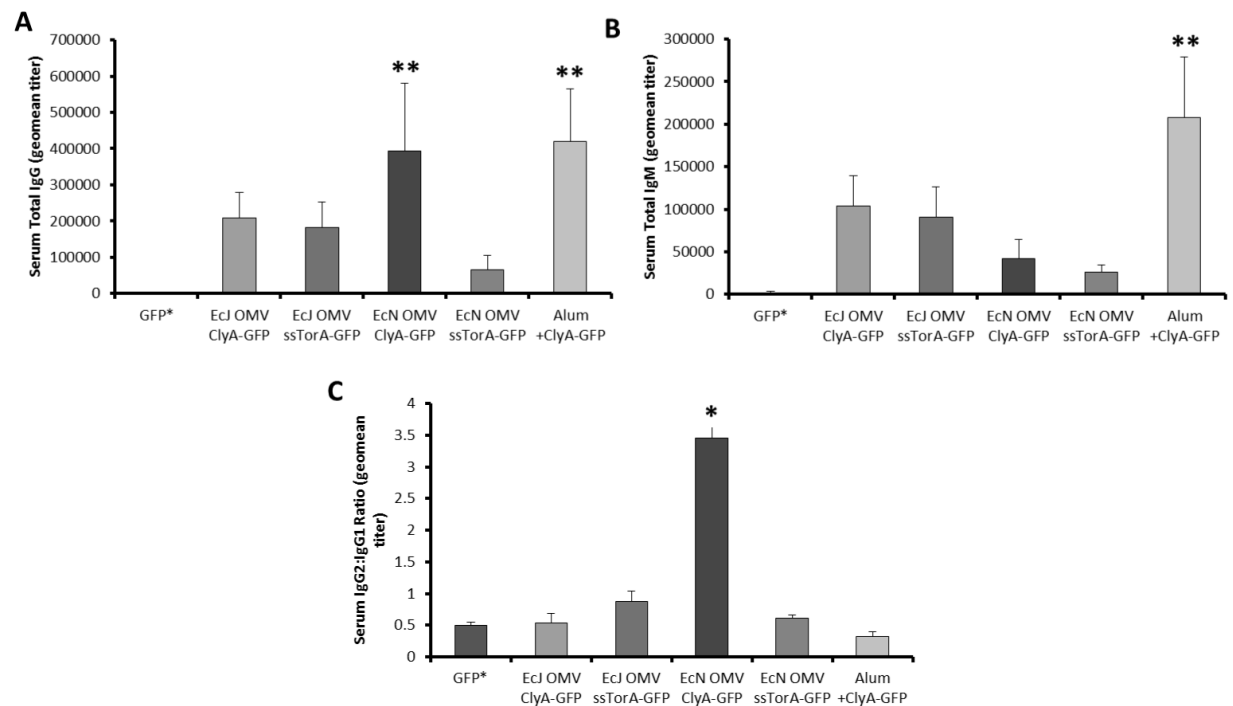 A
Serum Total IgG (geomean titer)
700000
600000
500000
400000
300000
200000
100000
0
**
**
GFP*
EcJ OMV
ClyA-GFP
EcJ OMV
ssTorA-GFP
EcN OMV
ClyA-GFP
EcN OMV
ssTorA-GFP
Alum
+ClyA-GFP
B
Serum Total IgM (geomean titer)
300000
250000
200000
150000
100000
50000
0
**
GFP*
EcJ OMV
ClyA-GFP
EcJ OMV
ssTorA-GFP
EcN OMV
ClyA-GFP
EcN OMV
ssTorA-GFP
Alum
+ClyA-GFP
C
Serum IgG2:IgG1 Ratio (geomean
titer)
4
3.5
3
2.5
2
1.5
1
0.5
0
*
GFP*
EcJ OMV
ClyA-GFP
EcJ OMV
ssTorA-GFP
EcN OMV
ClyA-GFP
EcN OMV
ssTorA-GFP
Alum
+ClyA-GFP